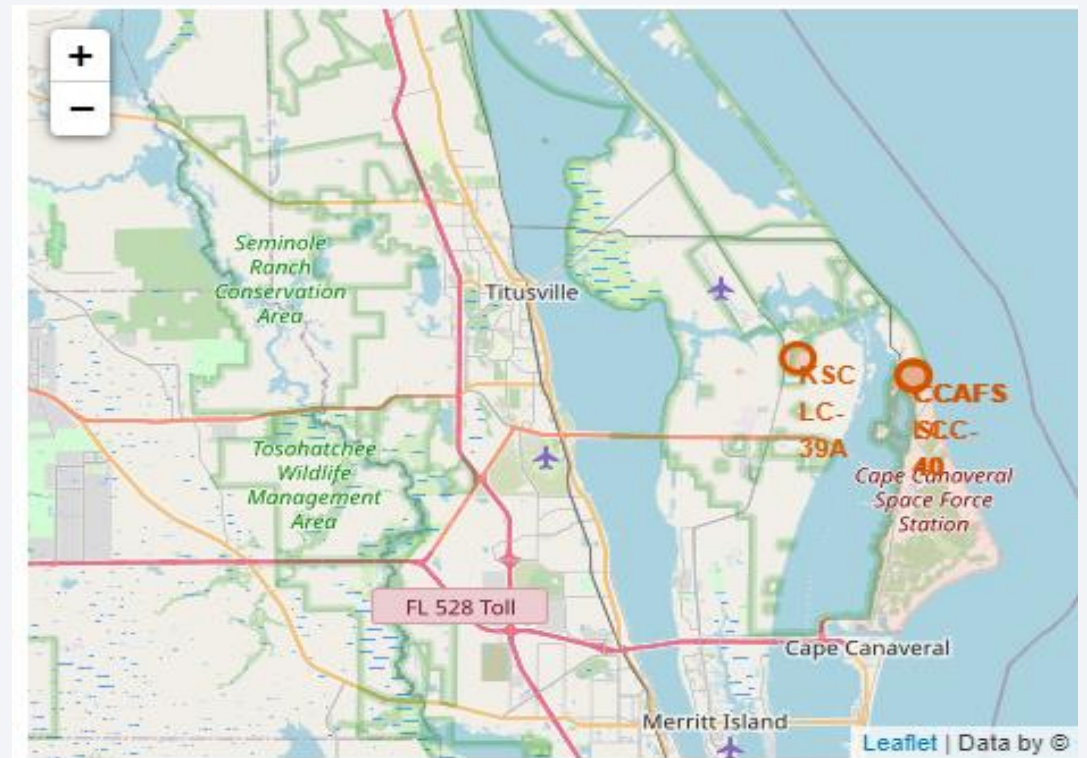 +
−
Seminole
Ranch
Conservation
Area
Titusville
KSC
LC-
39A
CCAFS
40
Tosohatchee
Wildlife
Management
Area
Cape Canaveral
Space Force
Station
FL 528 Toll
Cape Canaveral
Merritt Island
Leaflet | Data by ©